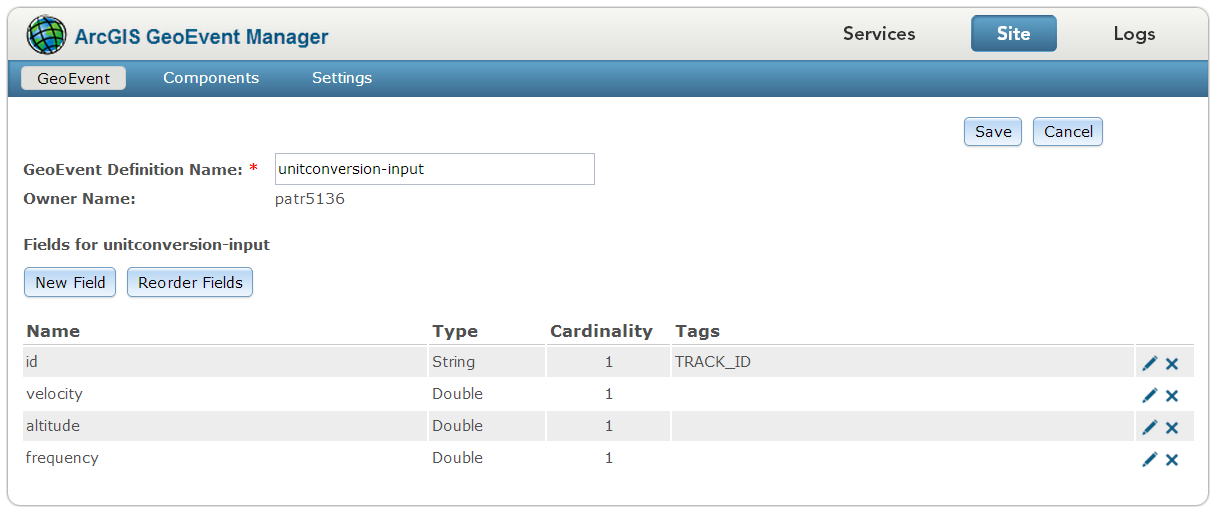 ArcGIS GeoEvent Manager Services Site Logs
GeoEvent Components Settings
Save Cancel
GeoEvent Definition Name: * unitconversion-input
Owner Name: patr5136
Fields for unitconversion-input
New Field Reorder Fields
Name Type Cardinality Tags
id String 1 TRACK_ID
velocity Double 1
altitude Double 1
frequency Double 1